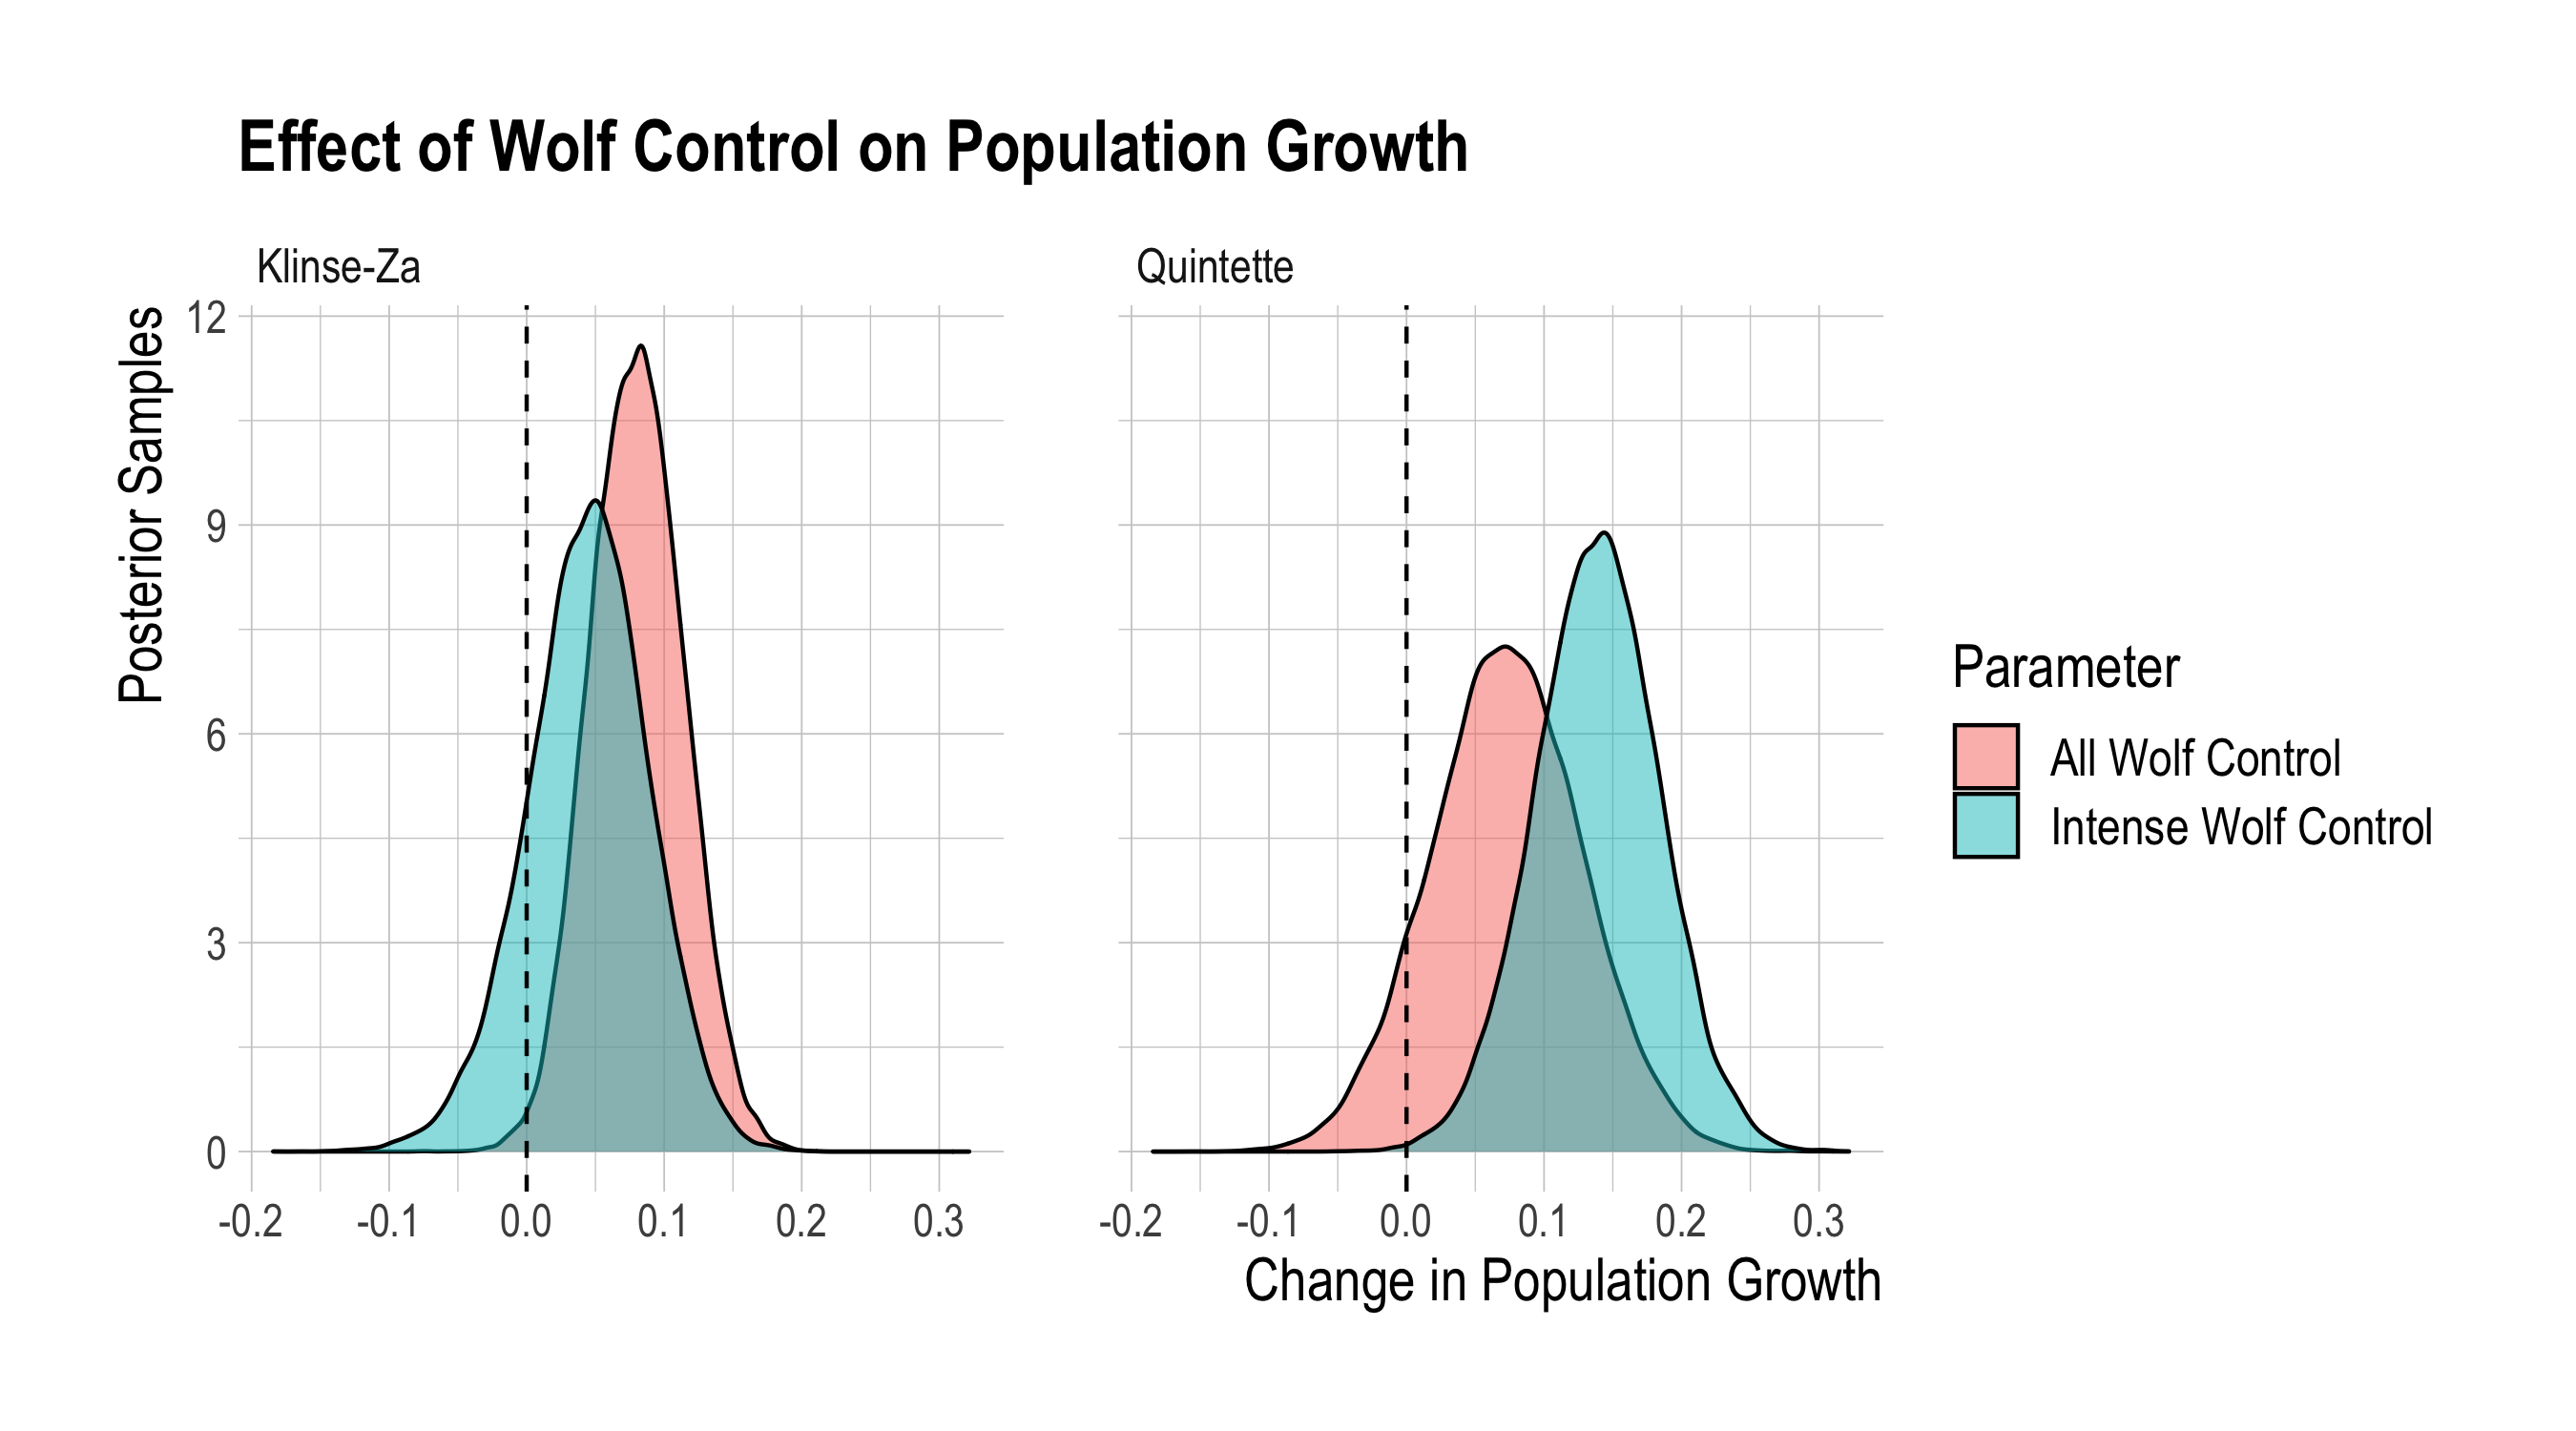 Effect of Wolf Control on Population Growth
Klinse-Za
Quintette
Posterior Samples
12
9
6
3
0
-0.2 -0.1 0.0 0.1 0.2 0.3
-0.2 -0.1 0.0 0.1 0.2 0.3
Change in Population Growth
Parameter
All Wolf Control
Intense Wolf Control